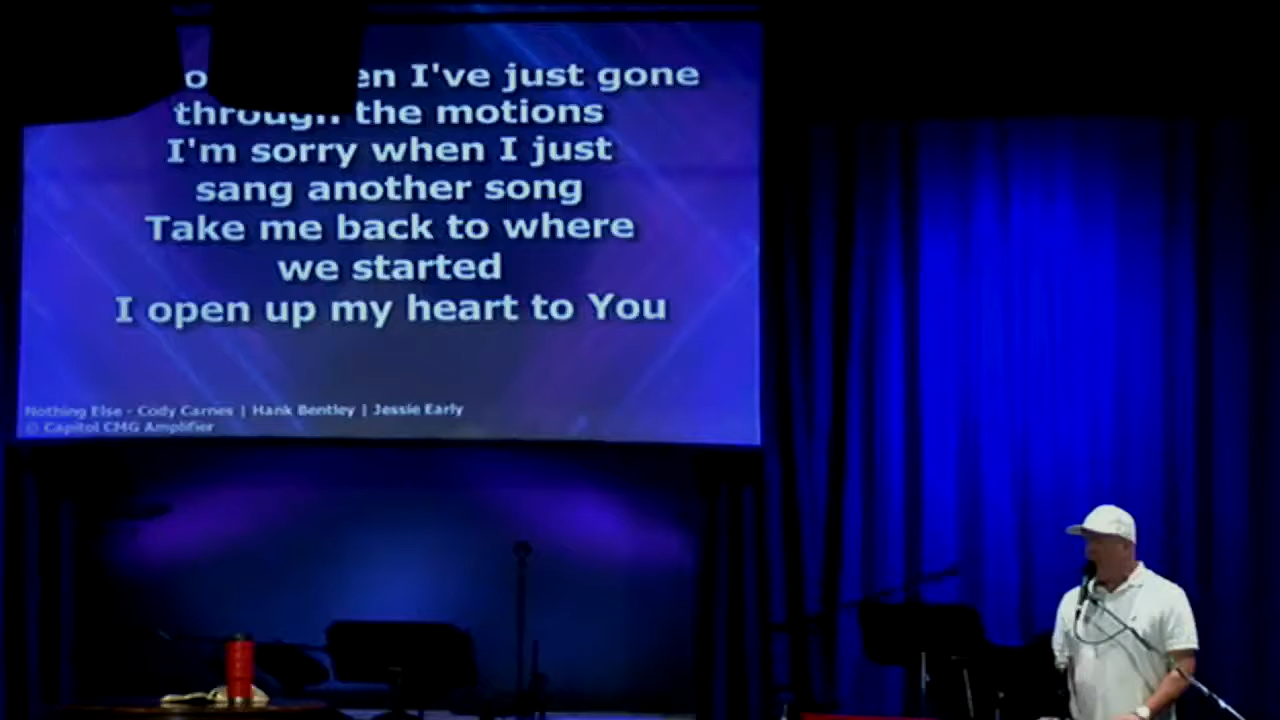 I've just gone
through the motions
I'm sorry when I just
sang another song
Take me back to where
we started
I open up my heart to You
Nothing Else - Cody Carnes | Hank Bentley | Jessie Early
© Capitol CMG Amplifier